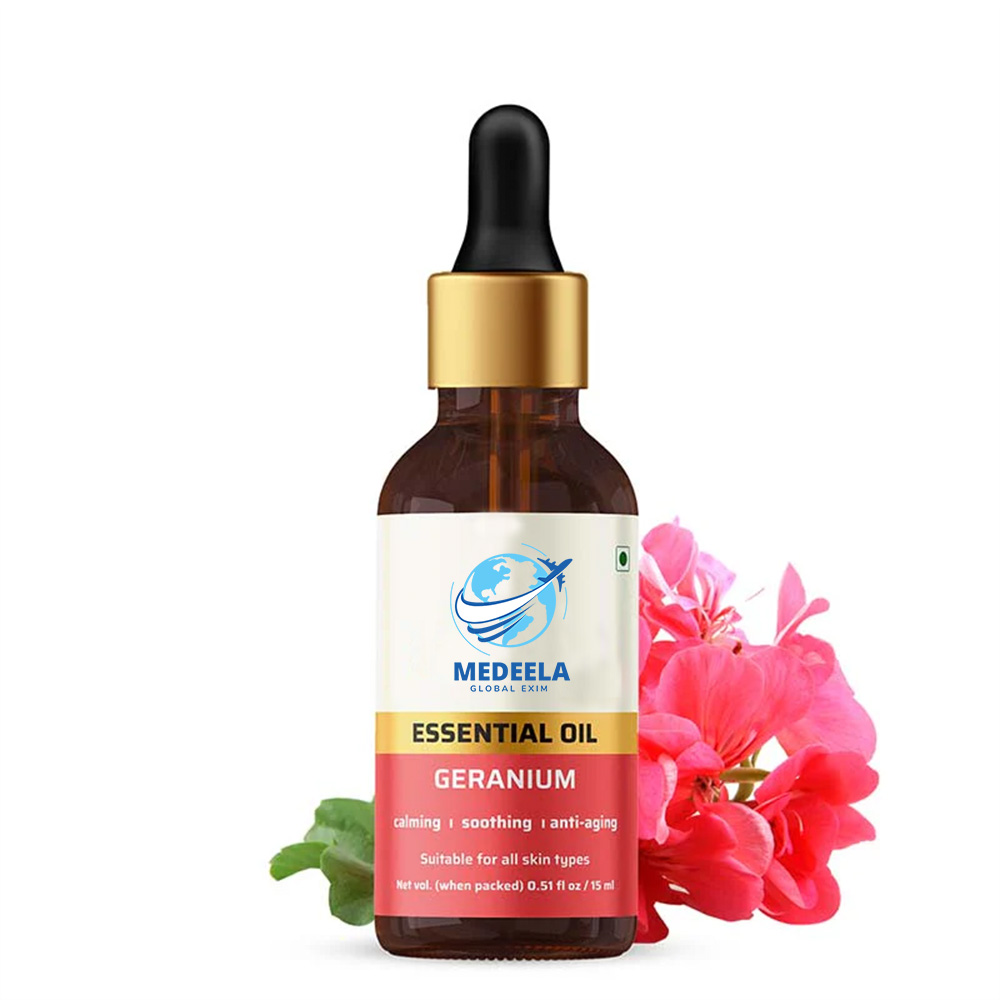 MEDEELA
GLOBAL EXIM
ESSENTIAL OIL
GERANIUM
calming ı soothing ı anti-aging
Suitable for all skin types
Net vol. (when packed) 0.51 fl oz / 15 ml